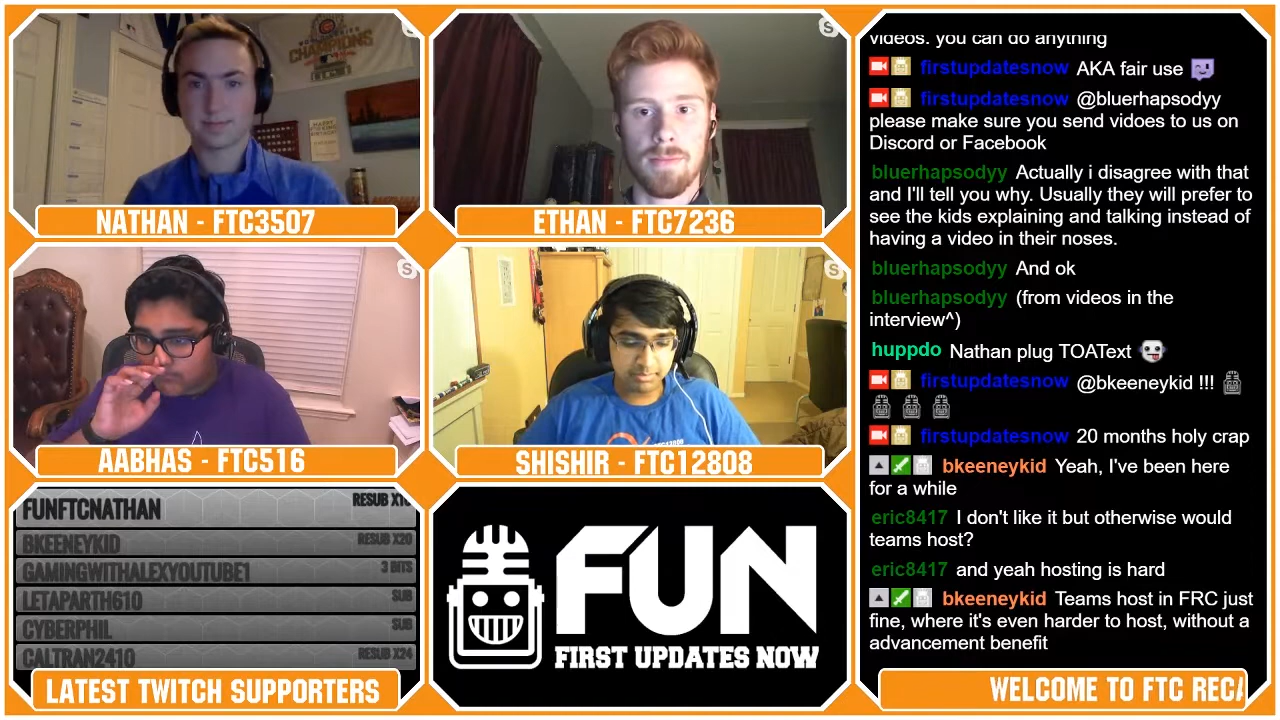 CHAMPIONS
NATHAN - FTC3507
ETHAN - FTC7236
AABHAS - FTC516
SHISHIR - FTC12808
FUNFTCNATHAN
BKEENEYKID RESUB X20
GAMINGWITHALEXYOUTUBE1 3 BITS
LETAPARTH610 SUB
CYBERPHIL SUB
CALTRAN2410 RESUB X24
LATEST TWITCH SUPPORTERS
FUN
FIRST UPDATES NOW
videos. you can do anything
firstupdatesnow AKA fair use
firstupdatesnow @bluerhapsodyy
please make sure you send vidoes to us on
Discord or Facebook
bluerhapsodyy Actually i disagree with that
and I'll tell you why. Usually they will prefer to
see the kids explaining and talking instead of
having a video in their noses.
bluerhapsodyy And ok
bluerhapsodyy (from videos in the
interview^)
huppdo Nathan plug TOAText
firstupdatesnow @bkeeneykid !!!
firstupdatesnow 20 months holy crap
bkeeneykid Yeah, I've been here
for a while
eric8417 I don't like it but otherwise would
teams host?
eric8417 and yeah hosting is hard
bkeeneykid Teams host in FRC just
fine, where it's even harder to host, without a
advancement benefit
WELCOME TO FTC RECA